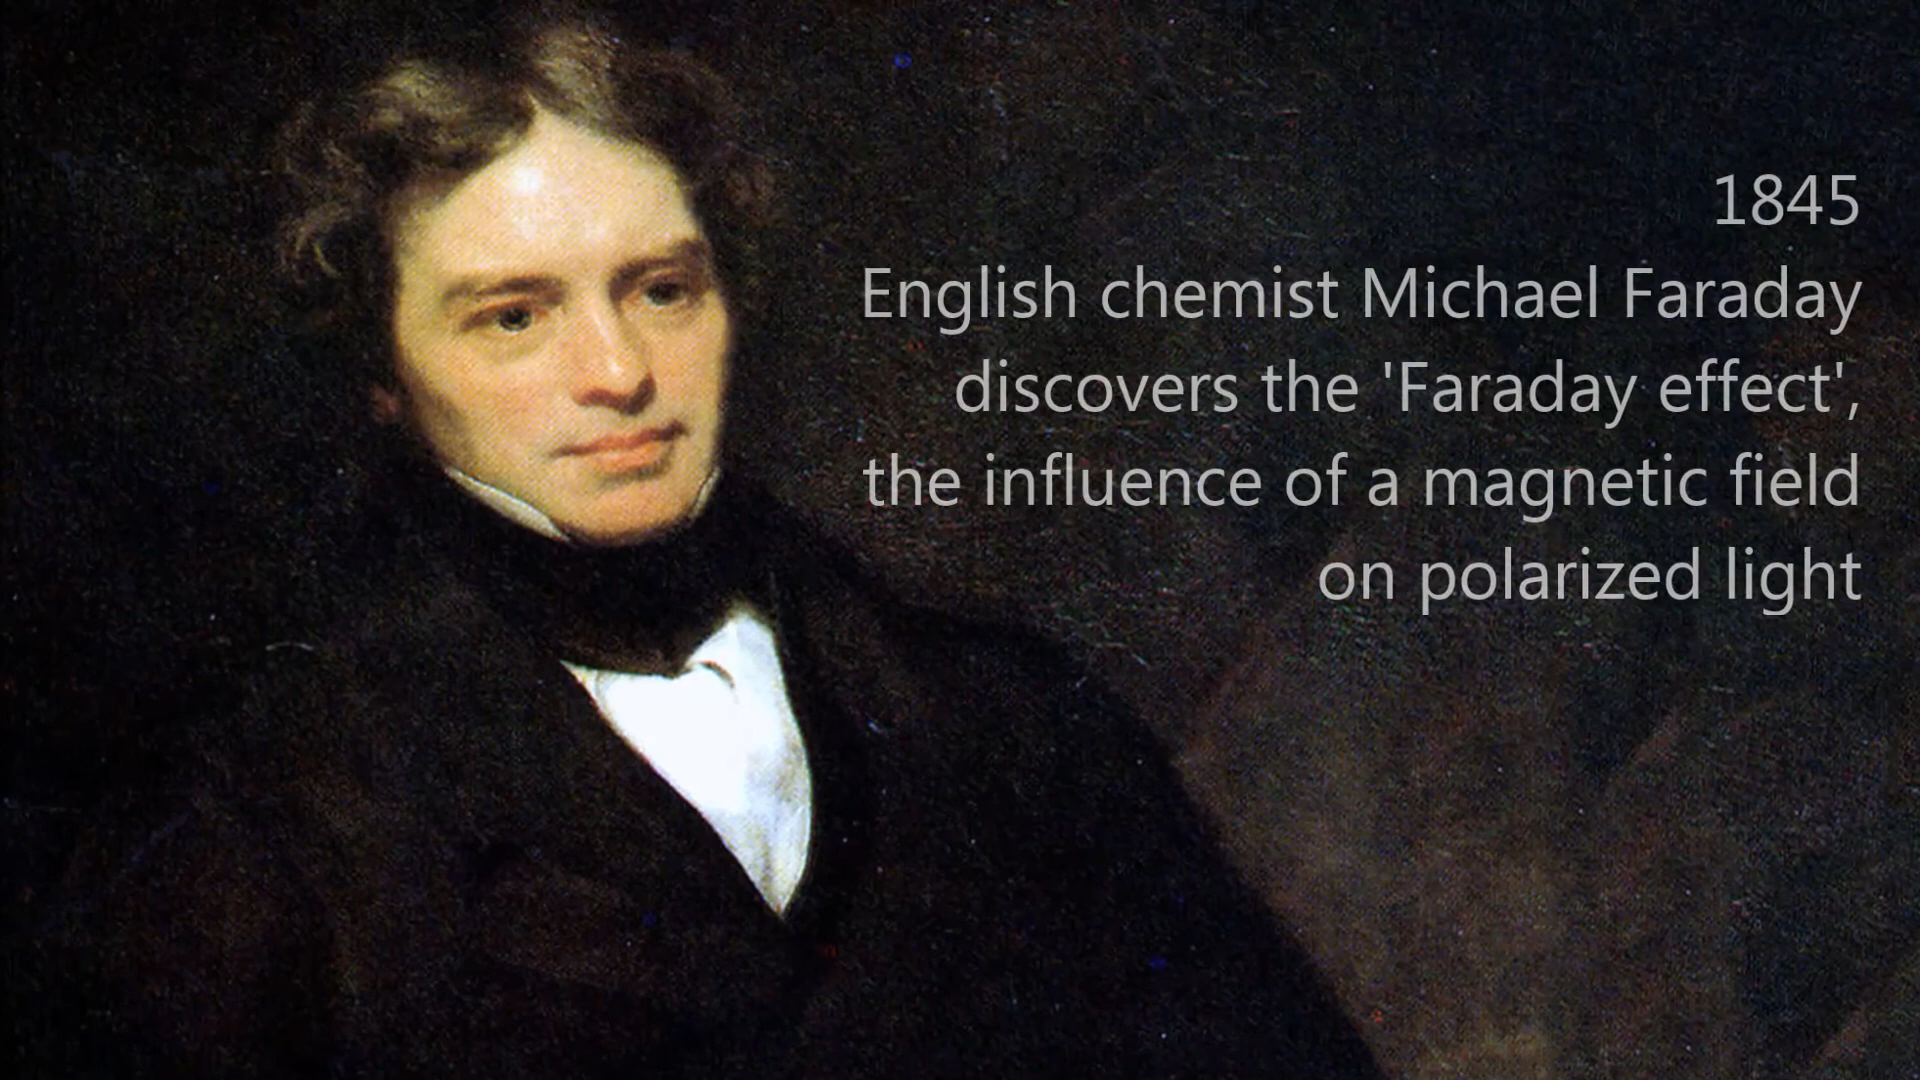 1845
English chemist Michael Faraday
discovers the 'Faraday effect',
the influence of a magnetic field
on polarized light